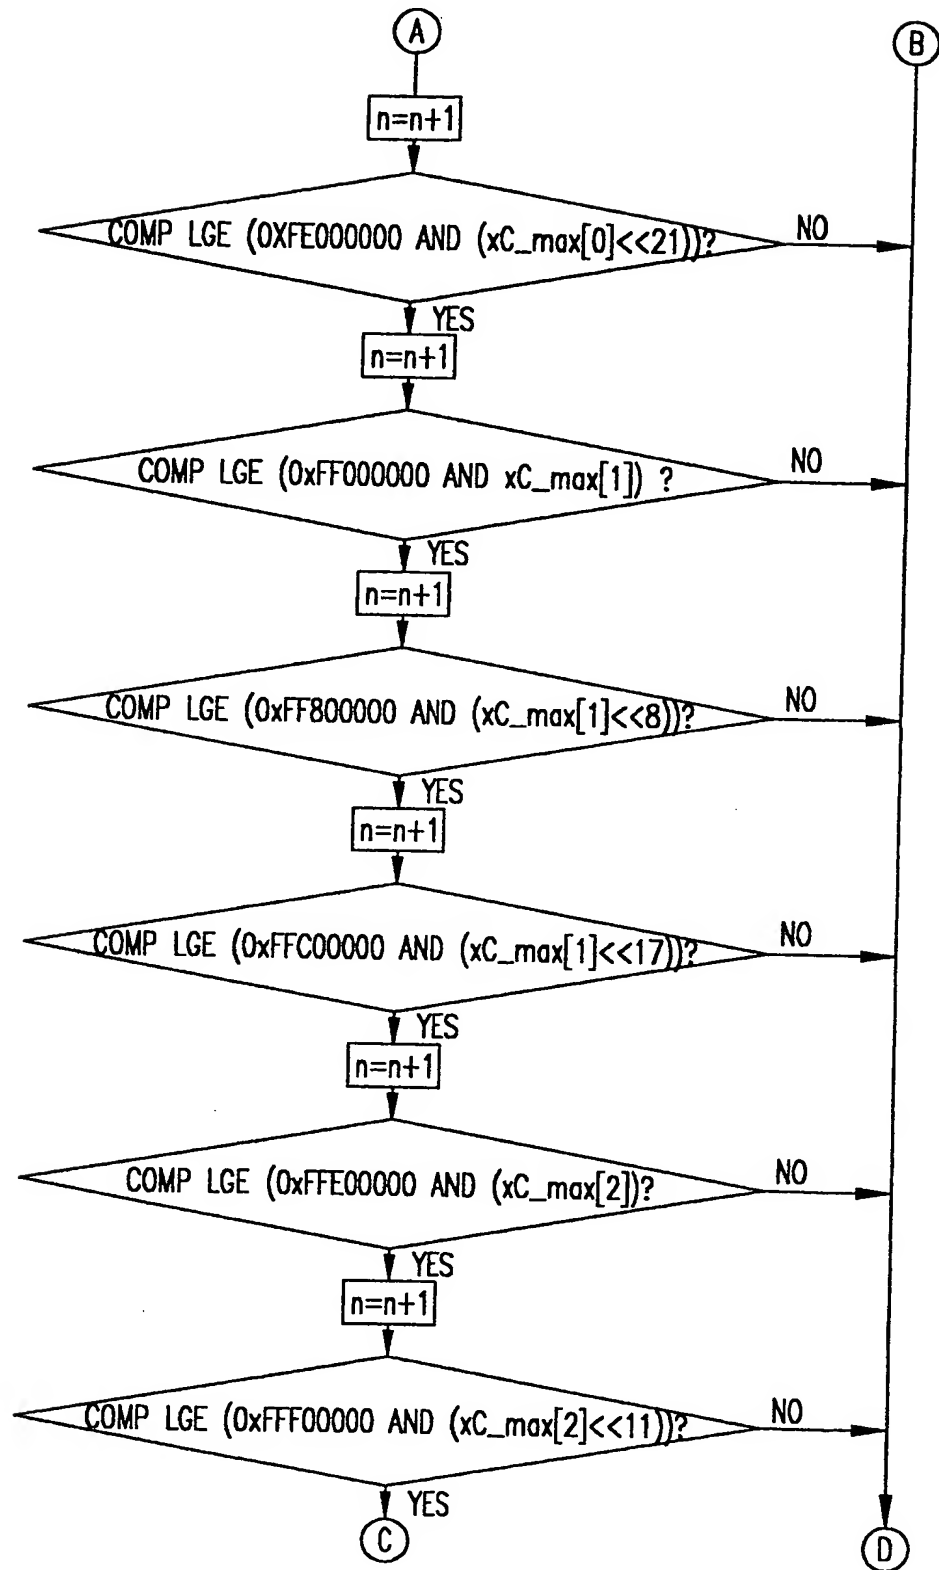 A
B
n=n+1
COMP LGE (0XFE000000 AND (xC_max[0]<<21))?
NO
YES
n=n+1
COMP LGE (0xFF000000 AND xC_max[1]) ?
NO
YES
n=n+1
COMP LGE (0xFF800000 AND (xC_max[1]<<8))?
NO
YES
n=n+1
COMP LGE (0xFFC00000 AND (xC_max[1]<<17))?
NO
YES
n=n+1
COMP LGE (0xFFE00000 AND (xC_max[2])?
NO
YES
n=n+1
COMP LGE (0xFFF00000 AND (xC_max[2]<<11))?
NO
YES
C
D